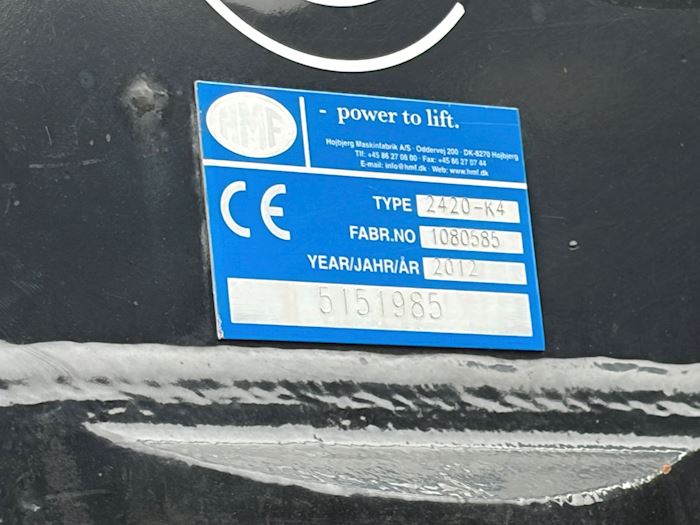 HMF
- power to lift.
Højbjerg Maskinfabrik A/S · Oddervej 200 · DK-8270 Højbjerg
Tlf: +45 86 27 08 00 · Fax: +45 86 27 07 44
E-mail: info@hmf.dk · Web: www.hmf.dk
CE
TYPE 2420-K4
FABR.NO 1080585
YEAR/JAHR/ÅR 2012
5151985